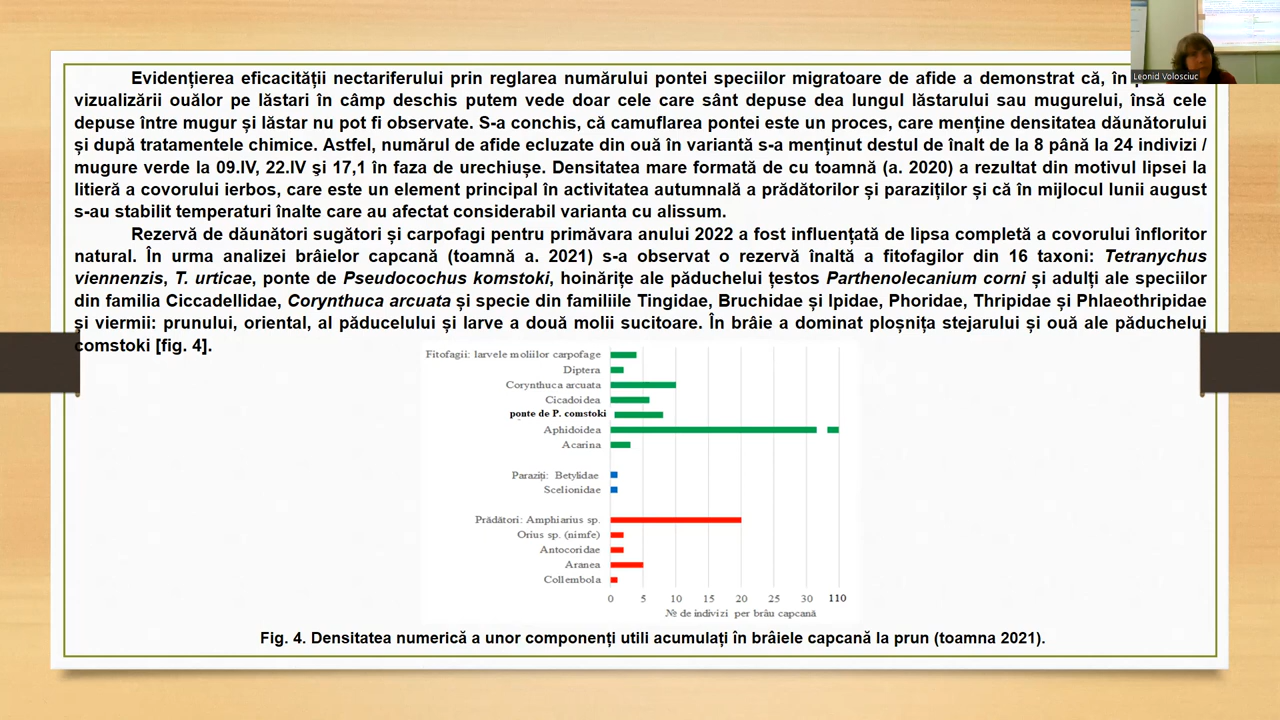 Leonid Volosciuc
Evidențierea eficacității nectariferului prin reglarea numărului pontei speciilor migratoare de afide a demonstrat că, în
vizualizării ouălor pe lăstari în câmp deschis putem vede doar cele care sânt depuse dea lungul lăstarului sau mugurelui, însă cele
depuse între mugur și lăstar nu pot fi observate. S-a conchis, că camuflarea pontei este un proces, care menține densitatea dăunătorului
și după tratamentele chimice. Astfel, numărul de afide ecluzate din ouă în variantă s-a menținut destul de înalt de la 8 până la 24 indivizi /
mugure verde la 09.IV, 22.IV şi 17,1 în faza de urechiușe. Densitatea mare formată de cu toamnă (a. 2020) a rezultat din motivul lipsei la
litieră a covorului ierbos, care este un element principal în activitatea autumnală a prădătorilor și paraziților și că în mijlocul lunii august
s-au stabilit temperaturi înalte care au afectat considerabil varianta cu alissum.
Rezervă de dăunători sugători și carpofagi pentru primăvara anului 2022 a fost influențată de lipsa completă a covorului înfloritor
natural. În urma analizei brâielor capcană (toamnă a. 2021) s-a observat o rezervă înaltă a fitofagilor din 16 taxoni: Tetranychus
viennenzis, T. urticae, ponte de Pseudocochus komstoki, hoinărițe ale păduchelui țestos Parthenolecanium corni și adulți ale speciilor
din familia Ciccadellidae, Corynthuca arcuata și specie din familiile Tingidae, Bruchidae și Ipidae, Phoridae, Thripidae și Phlaeothripidae
și viermii: prunului, oriental, al păducelului și larve a două molii sucitoare. În brâie a dominat ploșnița stejarului și ouă ale păduchelui
comstoki [fig. 4].
Fitofagii: larvele moliilor carpofage
Diptera
Corynthuca arcuata
Cicadoidea
ponte de P. comstoki
Aphidoidea
Acarina
Paraziți: Betylidae
Scelionidae
Prădători: Amphiarius sp.
Orius sp. (nimfe)
Antocoridae
Aranea
Collembola
0 5 10 15 20 25 30 110
№ de indivizi per brâu capcană
Fig. 4. Densitatea numerică a unor componenți utili acumulați în brâiele capcană la prun (toamna 2021).